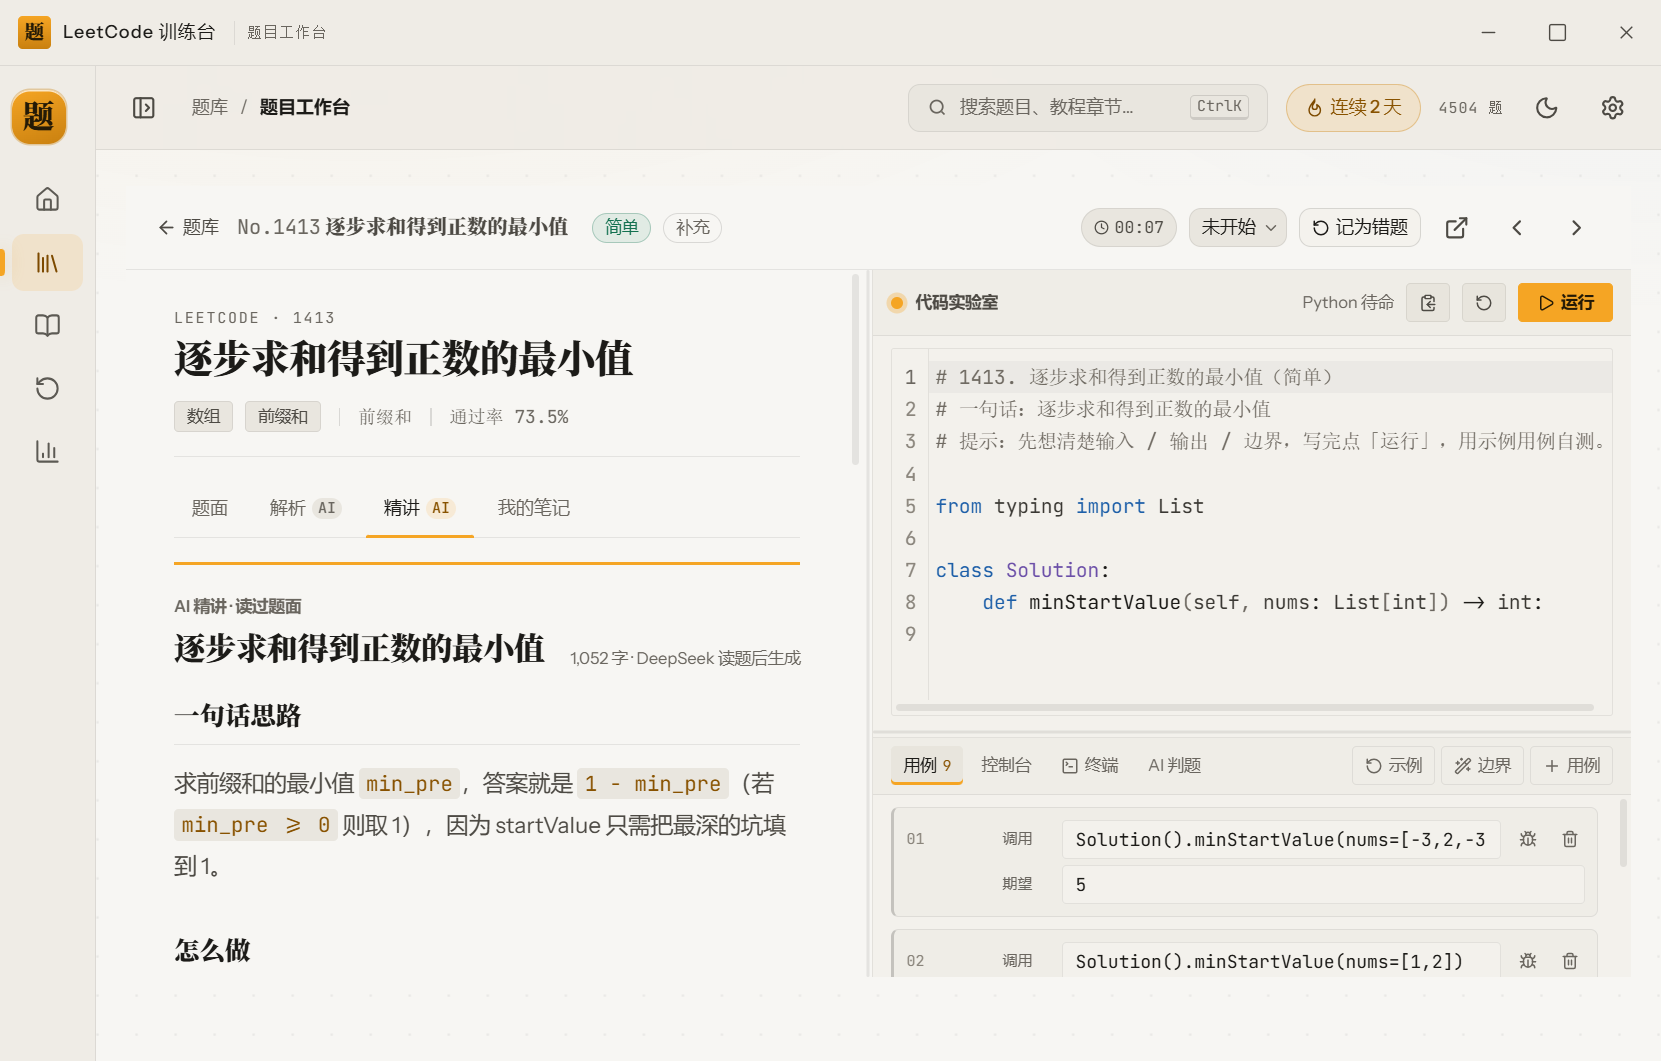 题 LeetCode 训练台 题目工作台
题
题库 / 题目工作台
搜索题目、教程章节... CtrlK
连续 2 天
4504 题
题库 No.1413 逐步求和得到正数的最小值 简单 补充
00:07 未开始 记为错题
LEETCODE · 1413
逐步求和得到正数的最小值
数组 前缀和 前缀和 通过率 73.5%
题面 解析 AI 精讲 AI 我的笔记
AI 精讲·读过题面
逐步求和得到正数的最小值 1,052 字·DeepSeek 读题后生成
一句话思路
求前缀和的最小值 min_pre，答案就是 1 - min_pre（若
min_pre ≥ 0 则取 1），因为 startValue 只需把最深的坑填
到 1。
怎么做
代码实验室 Python 待命 运行
1 # 1413. 逐步求和得到正数的最小值（简单）
2 # 一句话：逐步求和得到正数的最小值
3 # 提示：先想清楚输入 / 输出 / 边界，写完点「运行」，用示例用例自测。
4
5 from typing import List
6
7 class Solution:
8 def minStartValue(self, nums: List[int]) -> int:
9
用例 9 控制台 终端 AI 判题 示例 边界 + 用例
01 调用 Solution().minStartValue(nums=[-3,2,-3
期望 5
02 调用 Solution().minStartValue(nums=[1,2])